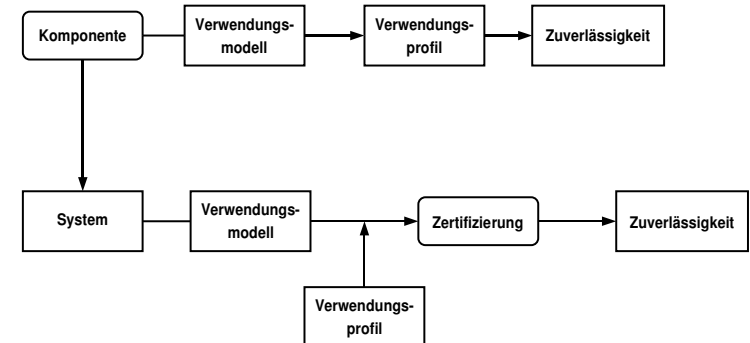 Komponente
Verwendungs-
modell
Verwendungs-
profil
Zuverlässigkeit
System
Verwendungs-
modell
Zertifizierung
Zuverlässigkeit
Verwendungs-
profil